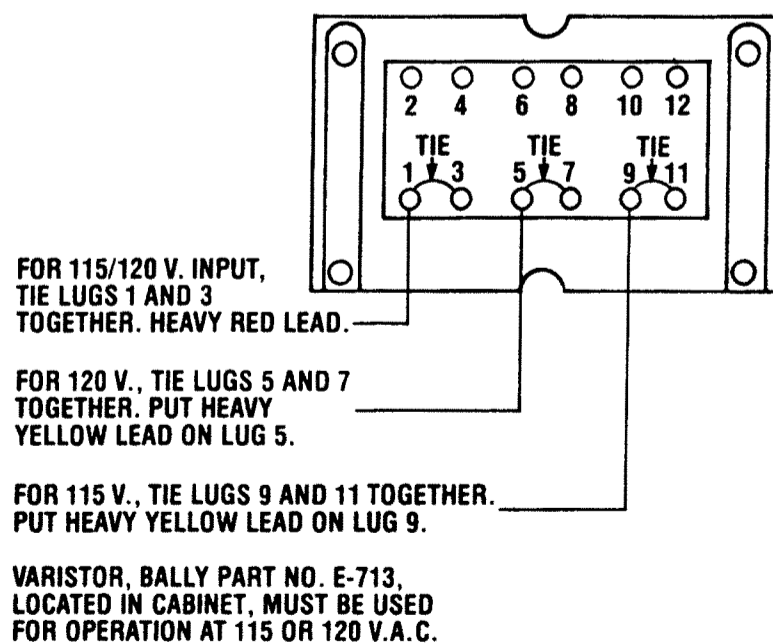 2 4 6 8 10 12
TIE TIE TIE
1 3 5 7 9 11
FOR 115/120 V. INPUT,
TIE LUGS 1 AND 3
TOGETHER. HEAVY RED LEAD.
FOR 120 V., TIE LUGS 5 AND 7
TOGETHER. PUT HEAVY
YELLOW LEAD ON LUG 5.
FOR 115 V., TIE LUGS 9 AND 11 TOGETHER.
PUT HEAVY YELLOW LEAD ON LUG 9.
VARISTOR, BALLY PART NO. E-713,
LOCATED IN CABINET, MUST BE USED
FOR OPERATION AT 115 OR 120 V.A.C.